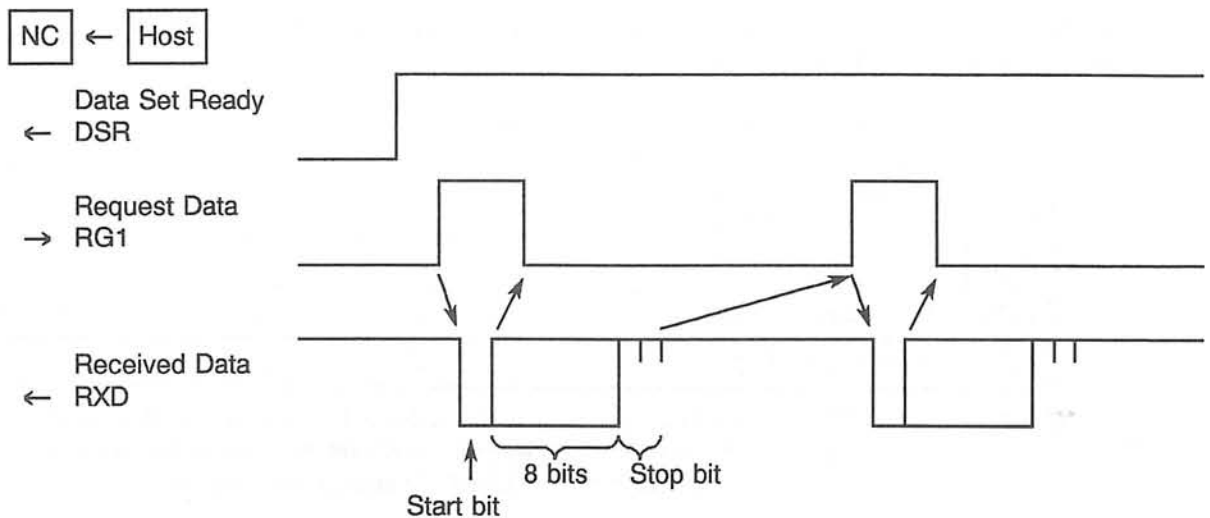 NC ← Host
Data Set Ready
← DSR
Request Data
→ RG1
Received Data
← RXD
8 bits
Stop bit
Start bit